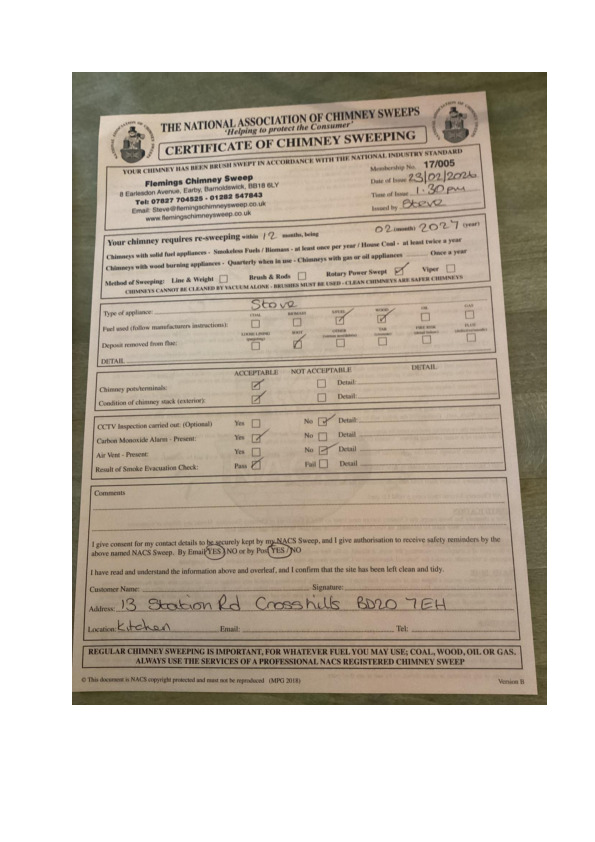 THE NATIONAL ASSOCIATION OF CHIMNEY SWEEPS
'Helping to protect the Consumer'
CERTIFICATE OF CHIMNEY SWEEPING
YOUR CHIMNEY HAS BEEN BRUSH SWEPT IN ACCORDANCE WITH THE NATIONAL INDUSTRY STANDARD
Flemings Chimney Sweep
8 Earlesdon Avenue, Earby, Barnoldswick, BB18 6LY
Tel: 07827 704525 - 01282 547843
Email: Steve@flemingschimneysweep.co.uk
www.flemingschimneysweep.co.uk
Membership No. 17/005
Date of Issue 23/02/2026
Time of Issue 1:30pm
Issued by Steve
Your chimney requires re-sweeping within 12 months, being 02 (month) 2027 (year)
Chimneys with solid fuel appliances - Smokeless Fuels / Biomass - at least once per year / House Coal - at least twice a year
Chimneys with wood burning appliances - Quarterly when in use - Chimneys with gas or oil appliances Once a year
Method of Sweeping: Line & Weight Brush & Rods Rotary Power Swept Viper
CHIMNEYS CANNOT BE CLEANED BY VACUUM ALONE - BRUSHES MUST BE USED - CLEAN CHIMNEYS ARE SAFER CHIMNEYS
Type of appliance: Stove
COAL BIOMASS WOOD OIL GAS
Fuel used (follow manufacturers instructions):
SOOT TAR
Deposit removed from flue:
DETAIL
ACCEPTABLE NOT ACCEPTABLE DETAIL
Chimney pots/terminals: Detail:
Condition of chimney stack (exterior): Detail:
CCTV Inspection carried out: (Optional) Yes No Detail:
Carbon Monoxide Alarm - Present: Yes No Detail:
Air Vent - Present: Yes No Detail
Result of Smoke Evacuation Check: Pass Fail Detail
Comments
I give consent for my contact details to be securely kept by my NACS Sweep, and I give authorisation to receive safety reminders by the
above named NACS Sweep. By Email YES / NO or by Post YES / NO
I have read and understand the information above and overleaf, and I confirm that the site has been left clean and tidy.
Customer Name: Signature:
Address: 13 Station Rd Crosshills BD20 7EH
Location: Kitchen Email: Tel:
REGULAR CHIMNEY SWEEPING IS IMPORTANT, FOR WHATEVER FUEL YOU MAY USE; COAL, WOOD, OIL OR GAS.
ALWAYS USE THE SERVICES OF A PROFESSIONAL NACS REGISTERED CHIMNEY SWEEP
© This document is NACS copyright protected and must not be reproduced (MPG 2018) Version B